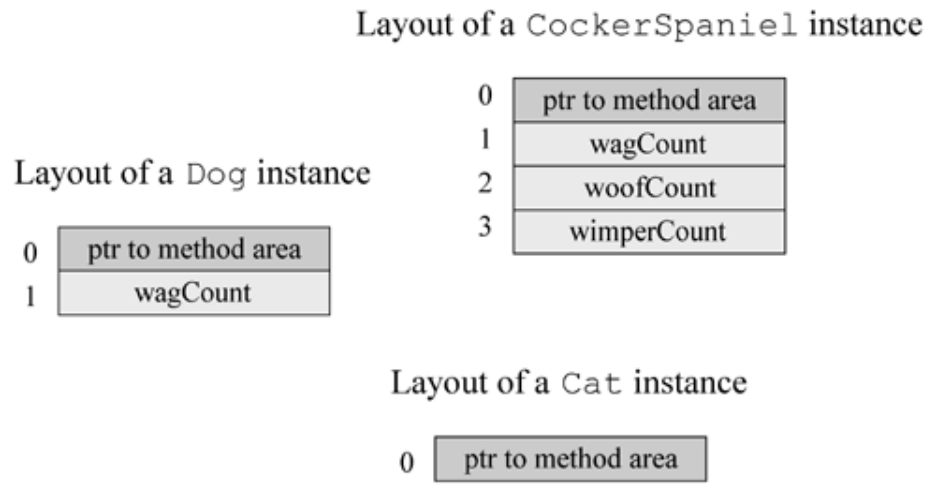 Layout of a CockerSpaniel instance
0 ptr to method area
1 wagCount
2 woofCount
3 wimperCount
Layout of a Dog instance
0 ptr to method area
1 wagCount
Layout of a Cat instance
0 ptr to method area